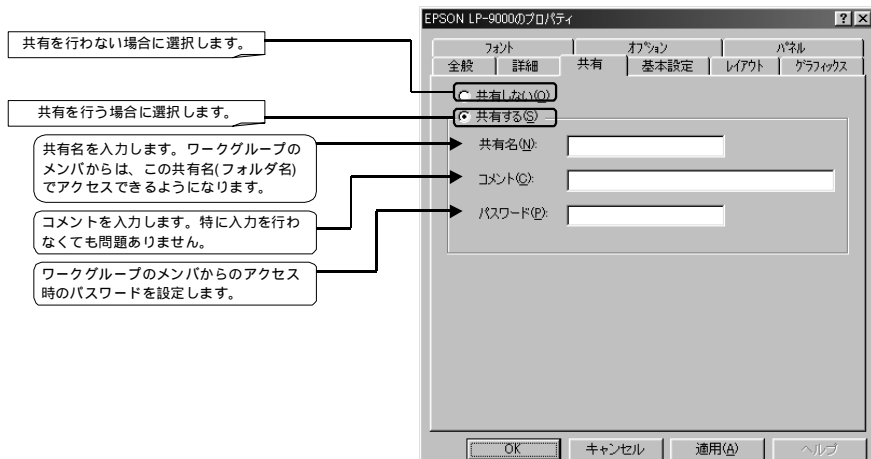 共有を行わない場合に選択します。
共有を行う場合に選択します。
共有名を入力します。ワークグループの
メンバからは、この共有名(フォルダ名)
でアクセスできるようになります。
コメントを入力します。特に入力を行わ
なくても問題ありません。
ワークグループのメンバからのアクセス
時のパスワードを設定します。
EPSON LP-9000のプロパティ
フォント オプション パネル
全般 詳細 共有 基本設定 レイアウト グラフィックス
共有しない(O)
共有する(S)
共有名(N):
コメント(C):
パスワード(P):
OK キャンセル 適用(A) ヘルプ